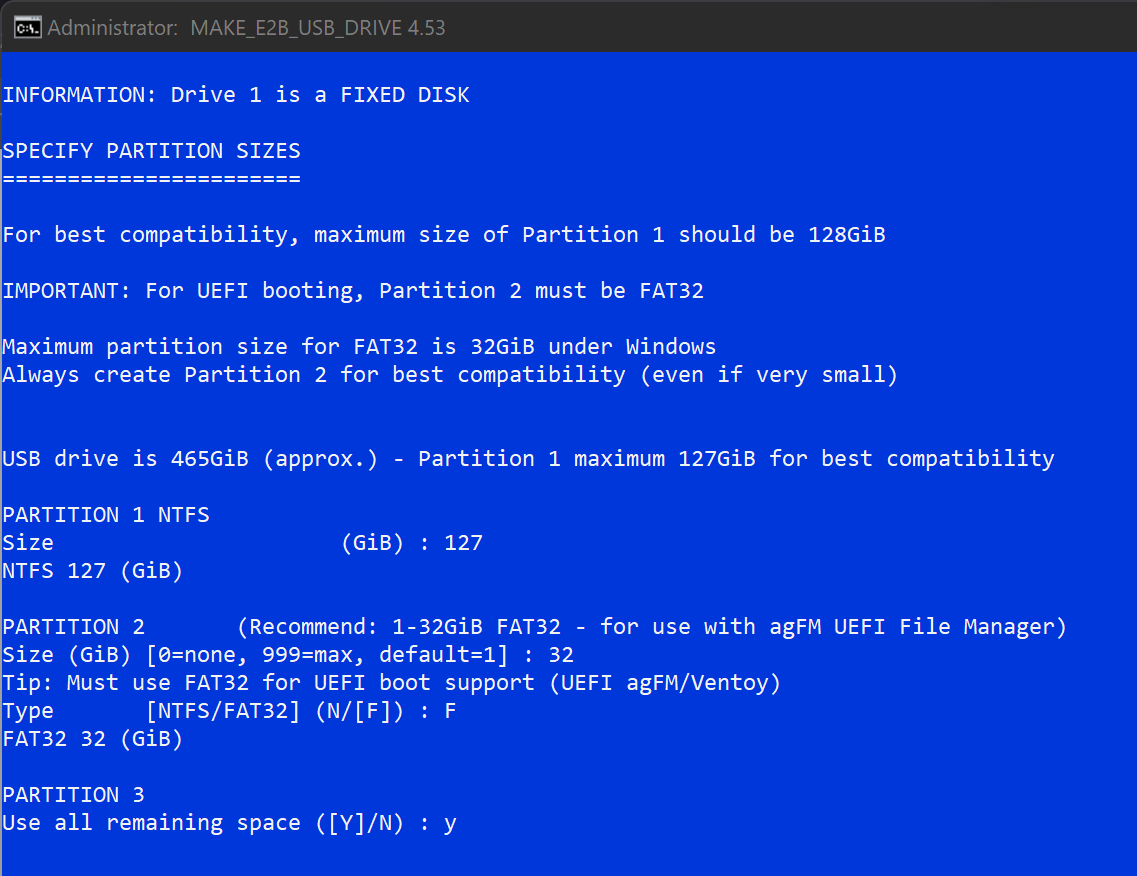 Administrator:  MAKE_E2B_USB_DRIVE 4.53
INFORMATION: Drive 1 is a FIXED DISK
SPECIFY PARTITION SIZES
=======================
For best compatibility, maximum size of Partition 1 should be 128GiB
IMPORTANT: For UEFI booting, Partition 2 must be FAT32
Maximum partition size for FAT32 is 32GiB under Windows
Always create Partition 2 for best compatibility (even if very small)
USB drive is 465GiB (approx.) - Partition 1 maximum 127GiB for best compatibility
PARTITION 1 NTFS
Size                      (GiB) : 127
NTFS 127 (GiB)
PARTITION 2       (Recommend: 1-32GiB FAT32 - for use with agFM UEFI File Manager)
Size (GiB) [0=none, 999=max, default=1] : 32
Tip: Must use FAT32 for UEFI boot support (UEFI agFM/Ventoy)
Type       [NTFS/FAT32] (N/[F]) : F
FAT32 32 (GiB)
PARTITION 3
Use all remaining space ([Y]/N) : y